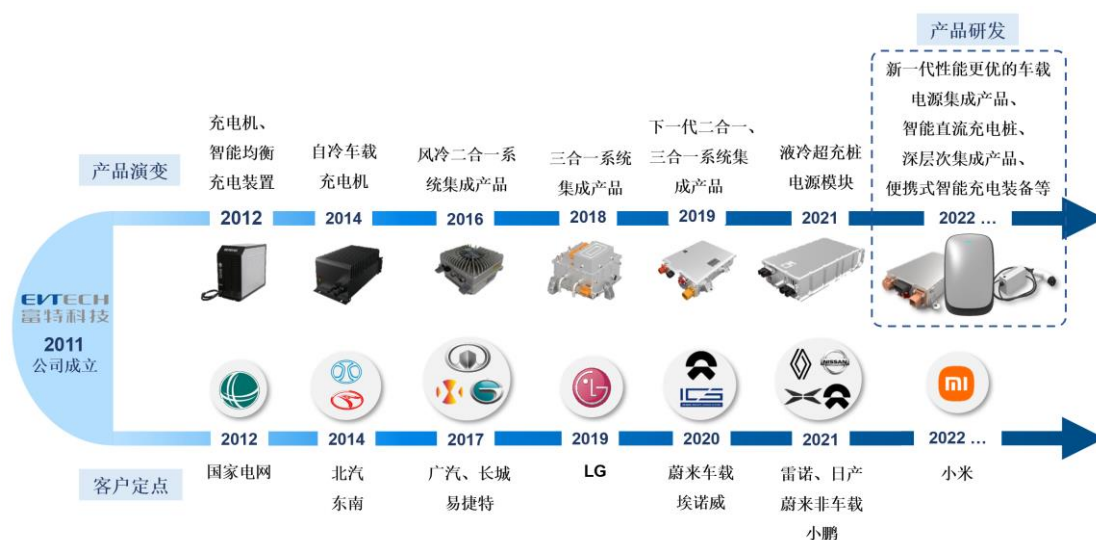 产品研发
新一代性能更优的车载
电源集成产品、
智能直流充电桩、
深层次集成产品、
便携式智能充电装备等
产品演变
充电机、
智能均衡
充电装置
自冷车载
充电机
风冷二合一系
统集成产品
三合一系统
集成产品
下一代二合一、
三合一系统集
成产品
液冷超充桩
电源模块
2012
2014
2016
2018
2019
2021
2022 ...
EVTECH
富特科技
2011
公司成立
LG
ICS
NISSAN
mi
2012
2014
2017
2019
2020
2021
2022 ...
客户定点
国家电网
北汽
东南
广汽、长城
易捷特
LG
蔚来车载
埃诺威
雷诺、日产
蔚来非车载
小鹏
小米